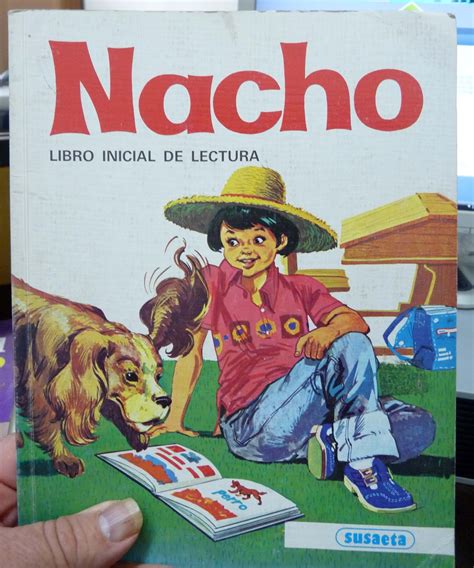 Nacho
LIBRO INICIAL DE LECTURA
perro
susaeta